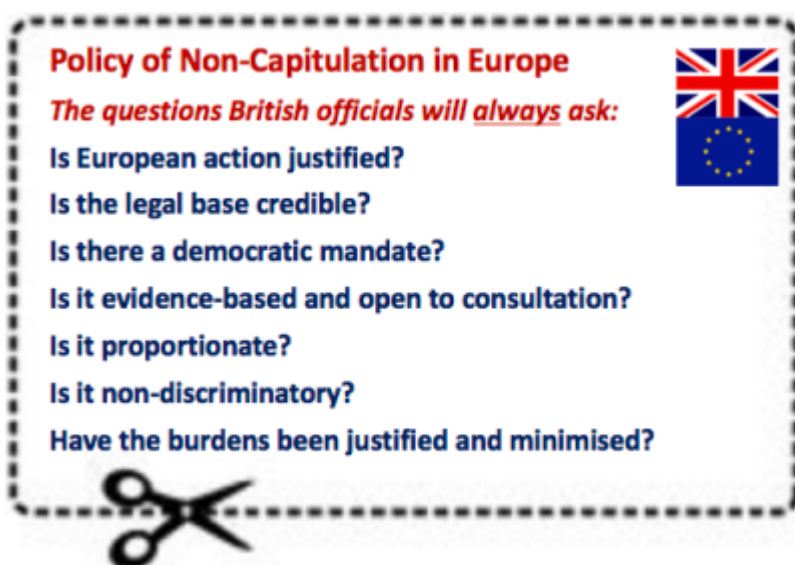 Policy of Non-Capitulation in Europe
The questions British officials will always ask:
Is European action justified?
Is the legal base credible?
Is there a democratic mandate?
Is it evidence-based and open to consultation?
Is it proportionate?
Is it non-discriminatory?
Have the burdens been justified and minimised?